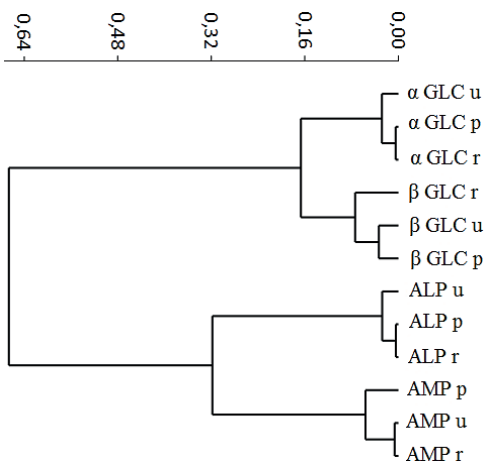 0,64 0,48 0,32 0,16 0,00
α GLC u
α GLC p
α GLC r
β GLC r
β GLC u
β GLC p
ALP u
ALP p
ALP r
AMP p
AMP u
AMP r